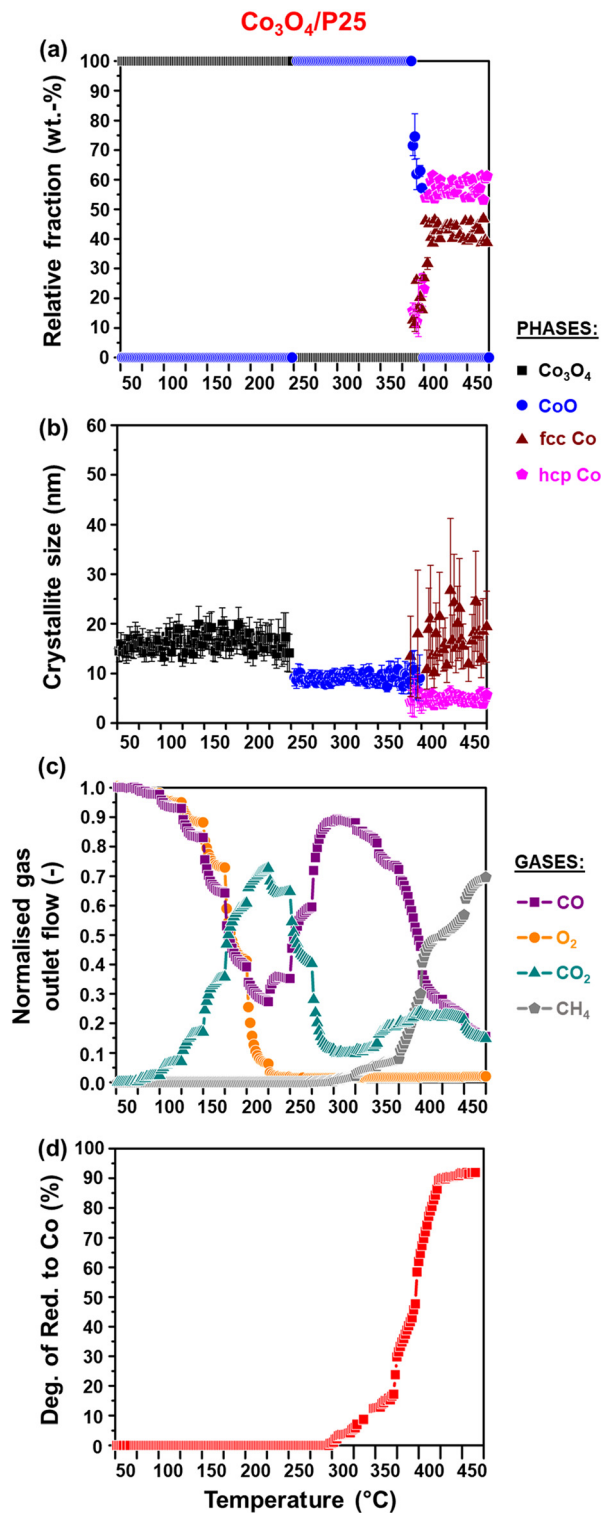 Co₃O₄/P25
(a)
100
90
80
70
60
50
40
30
20
10
0
Relative fraction (wt.-%)
50 100 150 200 250 300 350 400 450
PHASES:
Co₃O₄
CoO
fcc Co
hcp Co
(b)
60
50
40
30
20
10
0
Crystallite size (nm)
50 100 150 200 250 300 350 400 450
(c)
1.0
0.9
0.8
0.7
0.6
0.5
0.4
0.3
0.2
0.1
0.0
Normalised gas
outlet flow (-)
50 100 150 200 250 300 350 400 450
GASES:
CO
O₂
CO₂
CH₄
(d)
100
90
80
70
60
50
40
30
20
10
0
Deg. of Red. to Co (%)
50 100 150 200 250 300 350 400 450
Temperature (°C)